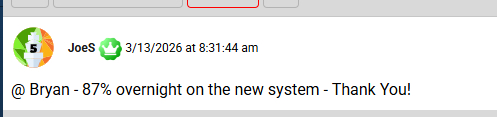 5
JoeS 3/13/2026 at 8:31:44 am
@ Bryan - 87% overnight on the new system - Thank You!